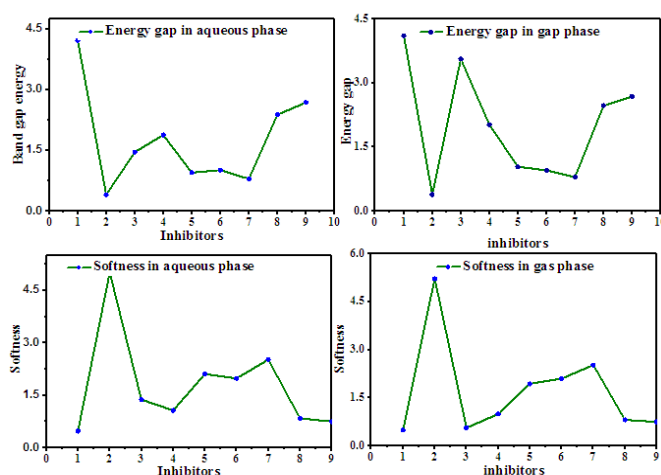 Energy gap in aqueous phase
Band gap energy
4.5
3.0
1.5
0.0
0 1 2 3 4 5 6 7 8 9 10
Inhibitors
Energy gap in gap phase
Energy gap
4.5
3.0
1.5
0.0
0 1 2 3 4 5 6 7 8 9 10
inhibitors
Softness in aqueous phase
Softness
4.5
3.0
1.5
0.0
0 1 2 3 4 5 6 7 8 9
Inhibitors
Softness in gas phase
Softness
6.0
4.5
3.0
1.5
0.0
0 1 2 3 4 5 6 7 8 9
inhibitors